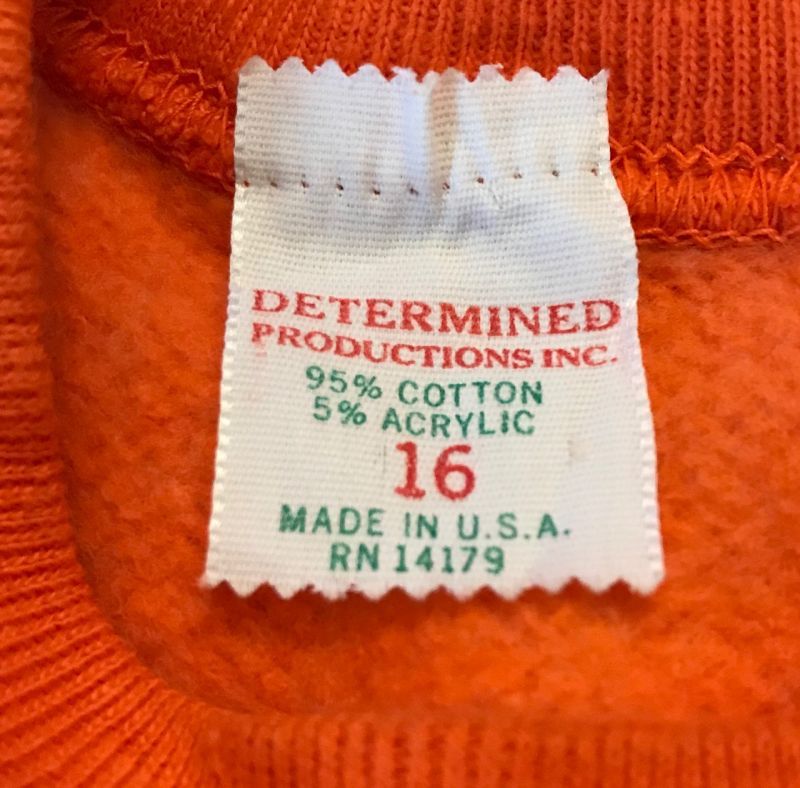 DETERMINED
PRODUCTIONS INC.
95% COTTON
5% ACRYLIC
16
MADE IN U.S.A.
RN 14179